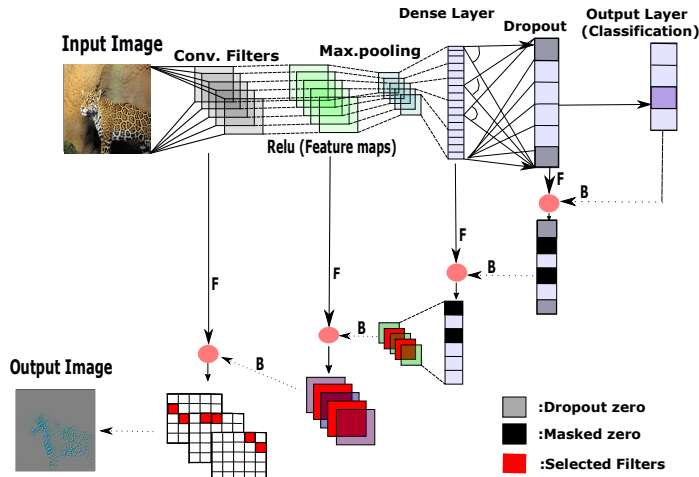 Dense Layer
Dropout
Output Layer
(Classification)
Input Image
Conv. Filters
Max.pooling
Relu (Feature maps)
F
B
F
B
F
F
B
B
Output Image
:Dropout zero
:Masked zero
:Selected Filters